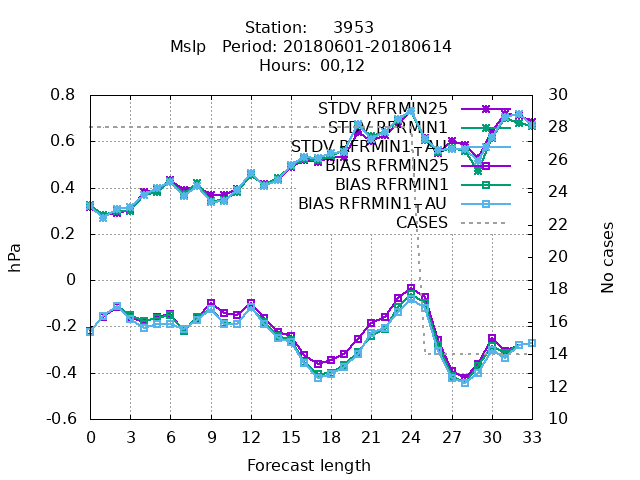 Station: 3953
Mslp Period: 20180601-20180614
Hours: 00,12
0.8
0.6
0.4
0.2
0
-0.2
-0.4
-0.6
hPa
30
28
26
24
22
20
18
16
14
12
10
No cases
STDV RFRMIN25
STDV RFRMIN1
STDV RFRMIN1_AU
BIAS RFRMIN25
BIAS RFRMIN1
BIAS RFRMIN1_AU
CASES
0 3 6 9 12 15 18 21 24 27 30 33
Forecast length